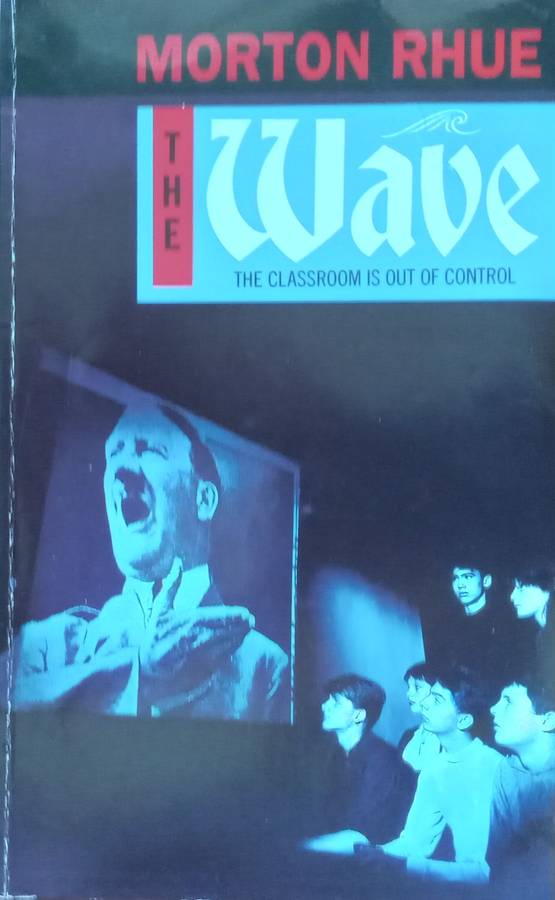 MORTON RHUE
THE
Wave
THE CLASSROOM IS OUT OF CONTROL